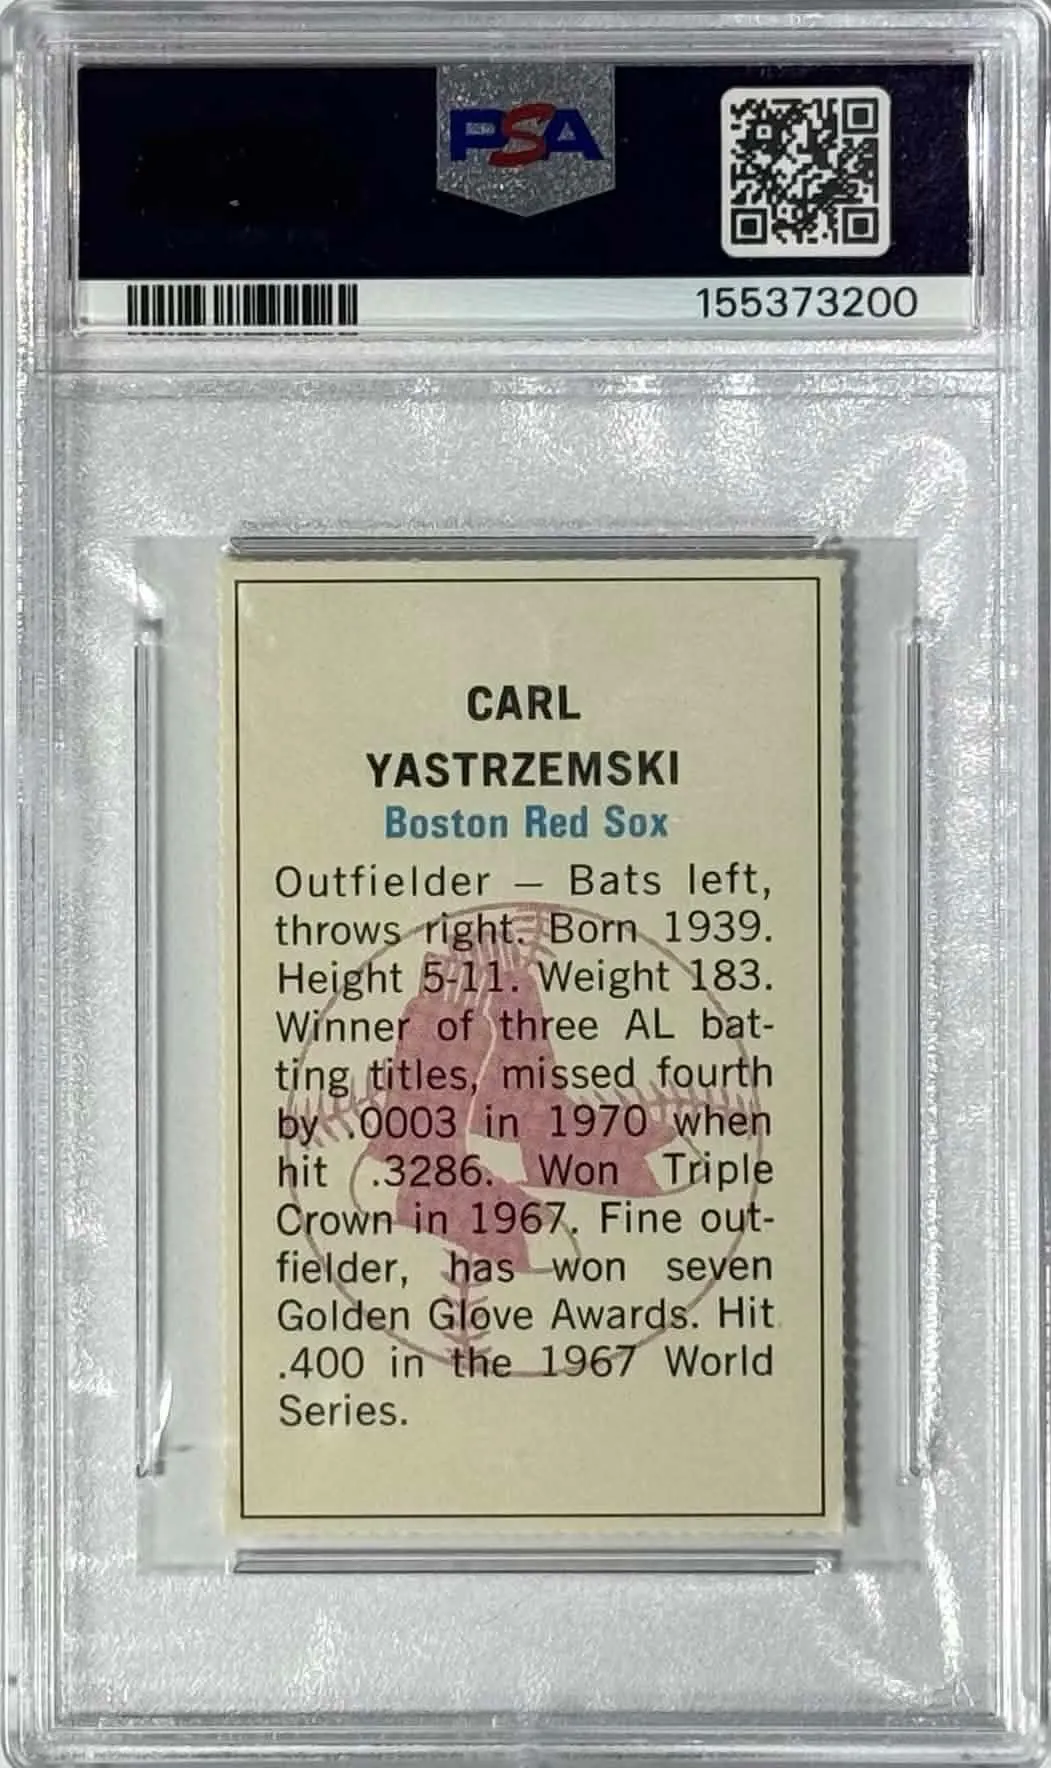 PSA
155373200
CARL
YASTRZEMSKI
Boston Red Sox
Outfielder — Bats left,
throws right. Born 1939.
Height 5-11. Weight 183.
Winner of three AL bat-
ting titles, missed fourth
by .0003 in 1970 when
hit .3286. Won Triple
Crown in 1967. Fine out-
fielder, has won seven
Golden Glove Awards. Hit
.400 in the 1967 World
Series.